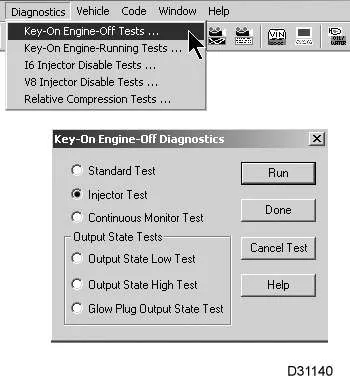 Diagnostics Vehicle Code Window Help
Key-On Engine-Off Tests ...
Key-On Engine-Running Tests ...
I6 Injector Disable Tests ...
V8 Injector Disable Tests ...
Relative Compression Tests ...
Key-On Engine-Off Diagnostics
Standard Test
Injector Test
Continuous Monitor Test
Output State Tests
Output State Low Test
Output State High Test
Glow Plug Output State Test
Run
Done
Cancel Test
Help
D31140